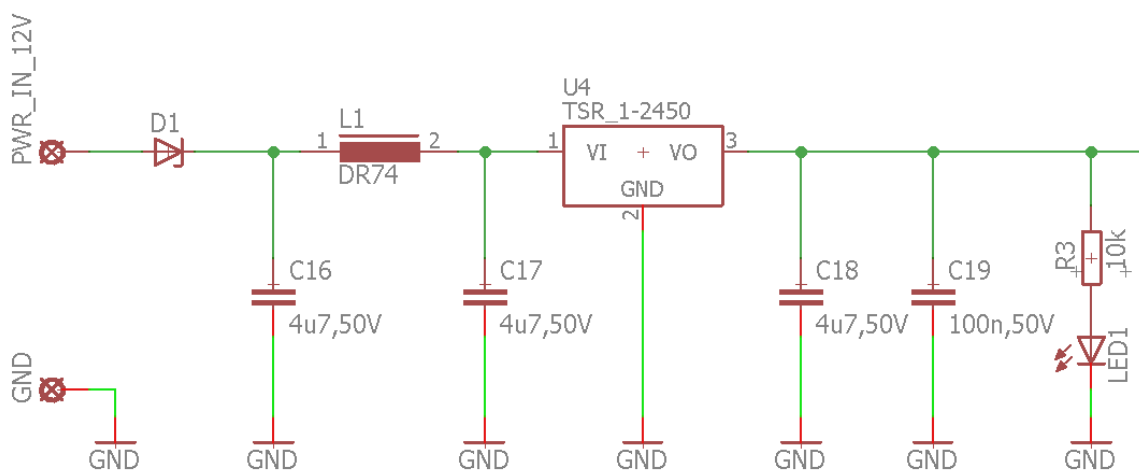 PWR_IN_12V
D1
1
L1
2
DR74
U4
TSR_1-2450
1
VI
VO
3
GND
2
C16
4u7,50V
C17
4u7,50V
C18
4u7,50V
C19
100n,50V
R3
10k
LED1
GND
GND
GND
GND
GND
GND
GND
GND